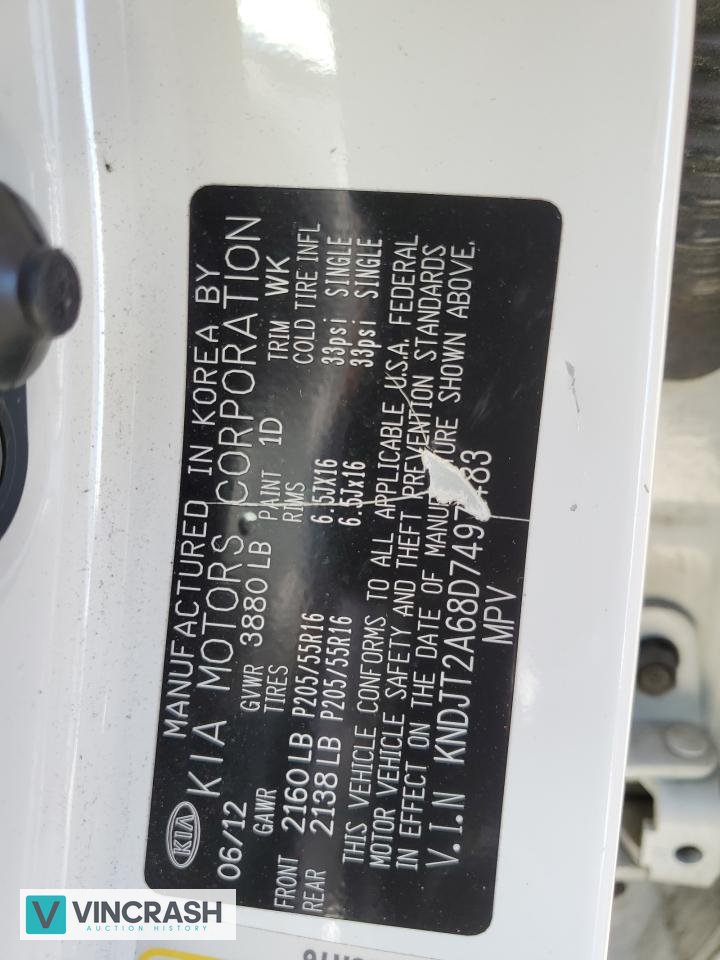 MANUFACTURED IN KOREA BY
KIA KIA MOTORS CORPORATION
06/12 GVWR 3880 LB PAINT 1D TRIM WK
GAWR TIRES RIMS COLD TIRE INFL
FRONT 2160 LB P205/55R16 6.5JX16 33psi SINGLE
REAR 2138 LB P205/55R16 6.5Jx16 33psi SINGLE
THIS VEHICLE CONFORMS TO ALL APPLICABLE U.S.A. FEDERAL
MOTOR VEHICLE SAFETY AND THEFT PREVENTION STANDARDS
IN EFFECT ON THE DATE OF SHOWN ABOVE.
V.I.N
MPV
VINCRASH
AUCTION HISTORY